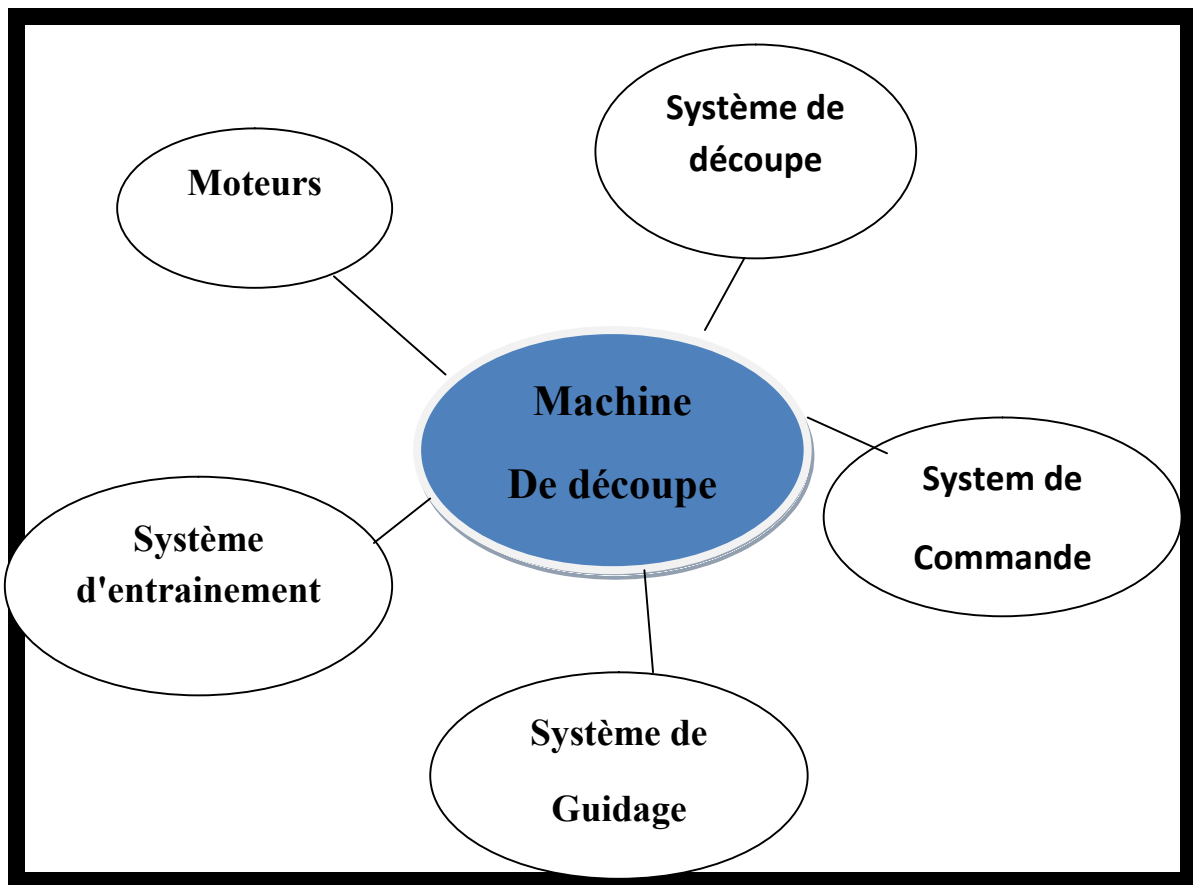 Système de
découpe
Moteurs
Machine
De découpe
System de
Commande
Système
d'entrainement
Système de
Guidage